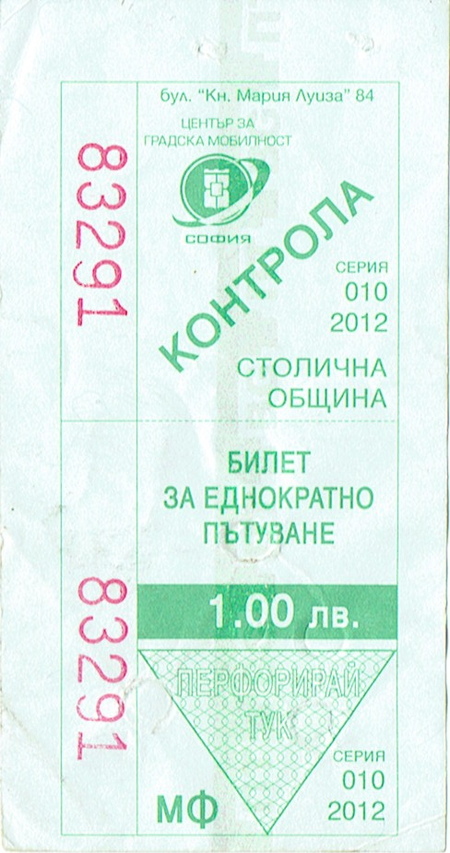 бул. "Кн. Мария Луиза" 84
ЦЕНТЪР ЗА
ГРАДСКА МОБИЛНОСТ
СОФИЯ
83291
КОНТРОЛА
СЕРИЯ
010
2012
СТОЛИЧНА
ОБЩИНА
БИЛЕТ
ЗА ЕДНОКРАТНО
ПЪТУВАНЕ
83291
1.00 лв.
ПЕРФОРИРАЙ
ТУК
СЕРИЯ
010
2012
МФ